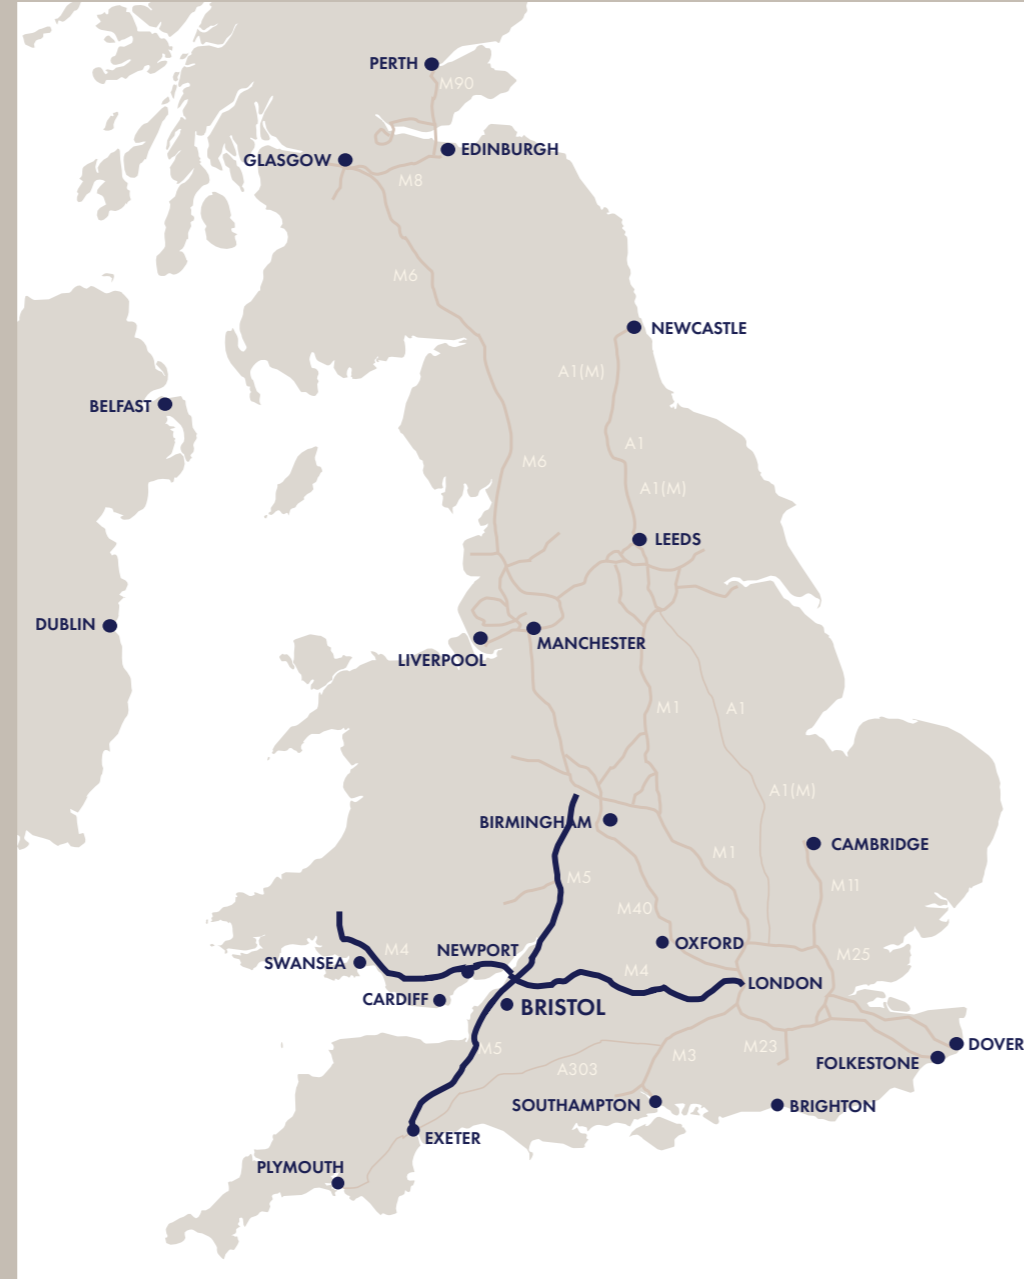 PERTH
M90
EDINBURGH
GLASGOW
M8
M6
NEWCASTLE
A1(M)
BELFAST
A1
M6
A1(M)
LEEDS
DUBLIN
MANCHESTER
LIVERPOOL
M1
A1
A1(M)
BIRMINGHAM
CAMBRIDGE
M1
M5
M11
M40
M4
NEWPORT
OXFORD
M25
SWANSEA
M4
LONDON
CARDIFF
BRISTOL
M5
M23
DOVER
M3
FOLKESTONE
A303
SOUTHAMPTON
BRIGHTON
EXETER
PLYMOUTH